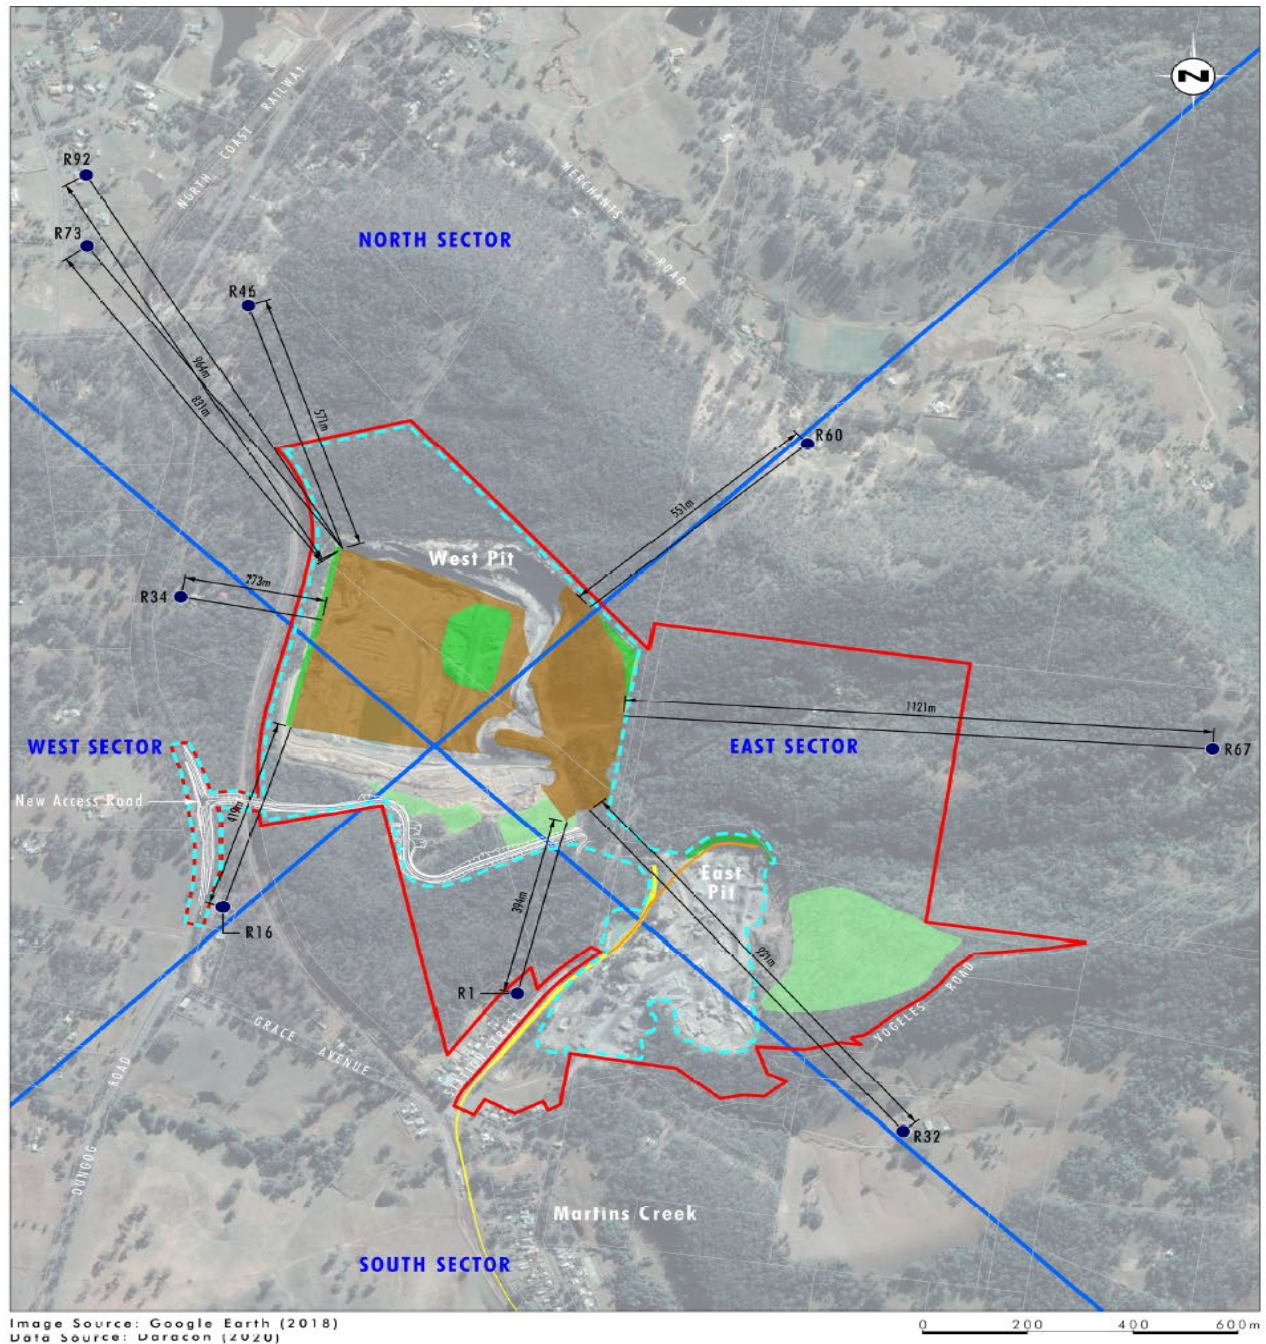 N
R92
NORTH COAST RAILWAY
MERCHANTS ROAD
R73
NORTH SECTOR
R46
964m
831m
571m
R60
551m
West Pit
273m
R34
1121m
WEST SECTOR
EAST SECTOR
R67
New Access Road
419m
East
Pit
394m
921m
R16
R1
YOGELES ROAD
GRACE AVENUE
STREET
DUNGOG ROAD
R32
Martins Creek
SOUTH SECTOR
Image Source: Google Earth (2018)
Data Source: Daracon (2020)
0 200 400 600m